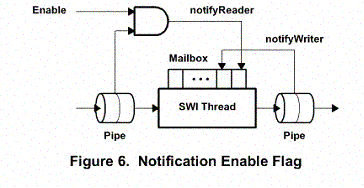 Enable
notifyReader
notifyWriter
Mailbox
• • •
SWI Thread
Pipe
Pipe
Figure 6. Notification Enable Flag